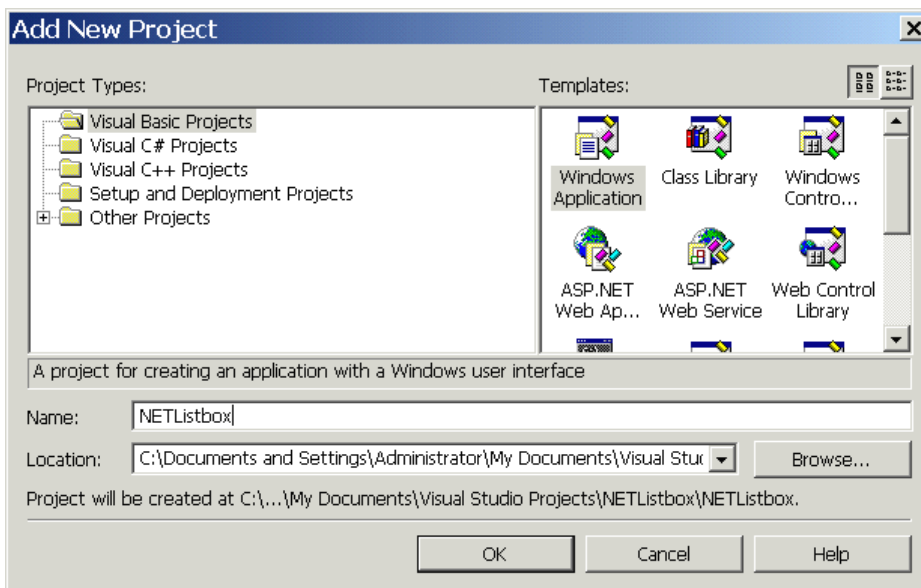 Add New Project
Project Types:
Templates:
Visual Basic Projects
Visual C# Projects
Visual C++ Projects
Setup and Deployment Projects
Other Projects
Windows
Application
Class Library
Windows
Contro...
ASP.NET
Web Ap...
ASP.NET
Web Service
Web Control
Library
A project for creating an application with a Windows user interface
Name:
NETListbox
Location:
C:\Documents and Settings\Administrator\My Documents\Visual Stu
Browse...
Project will be created at C:\...\My Documents\Visual Studio Projects\NETListbox\NETListbox.
OK
Cancel
Help